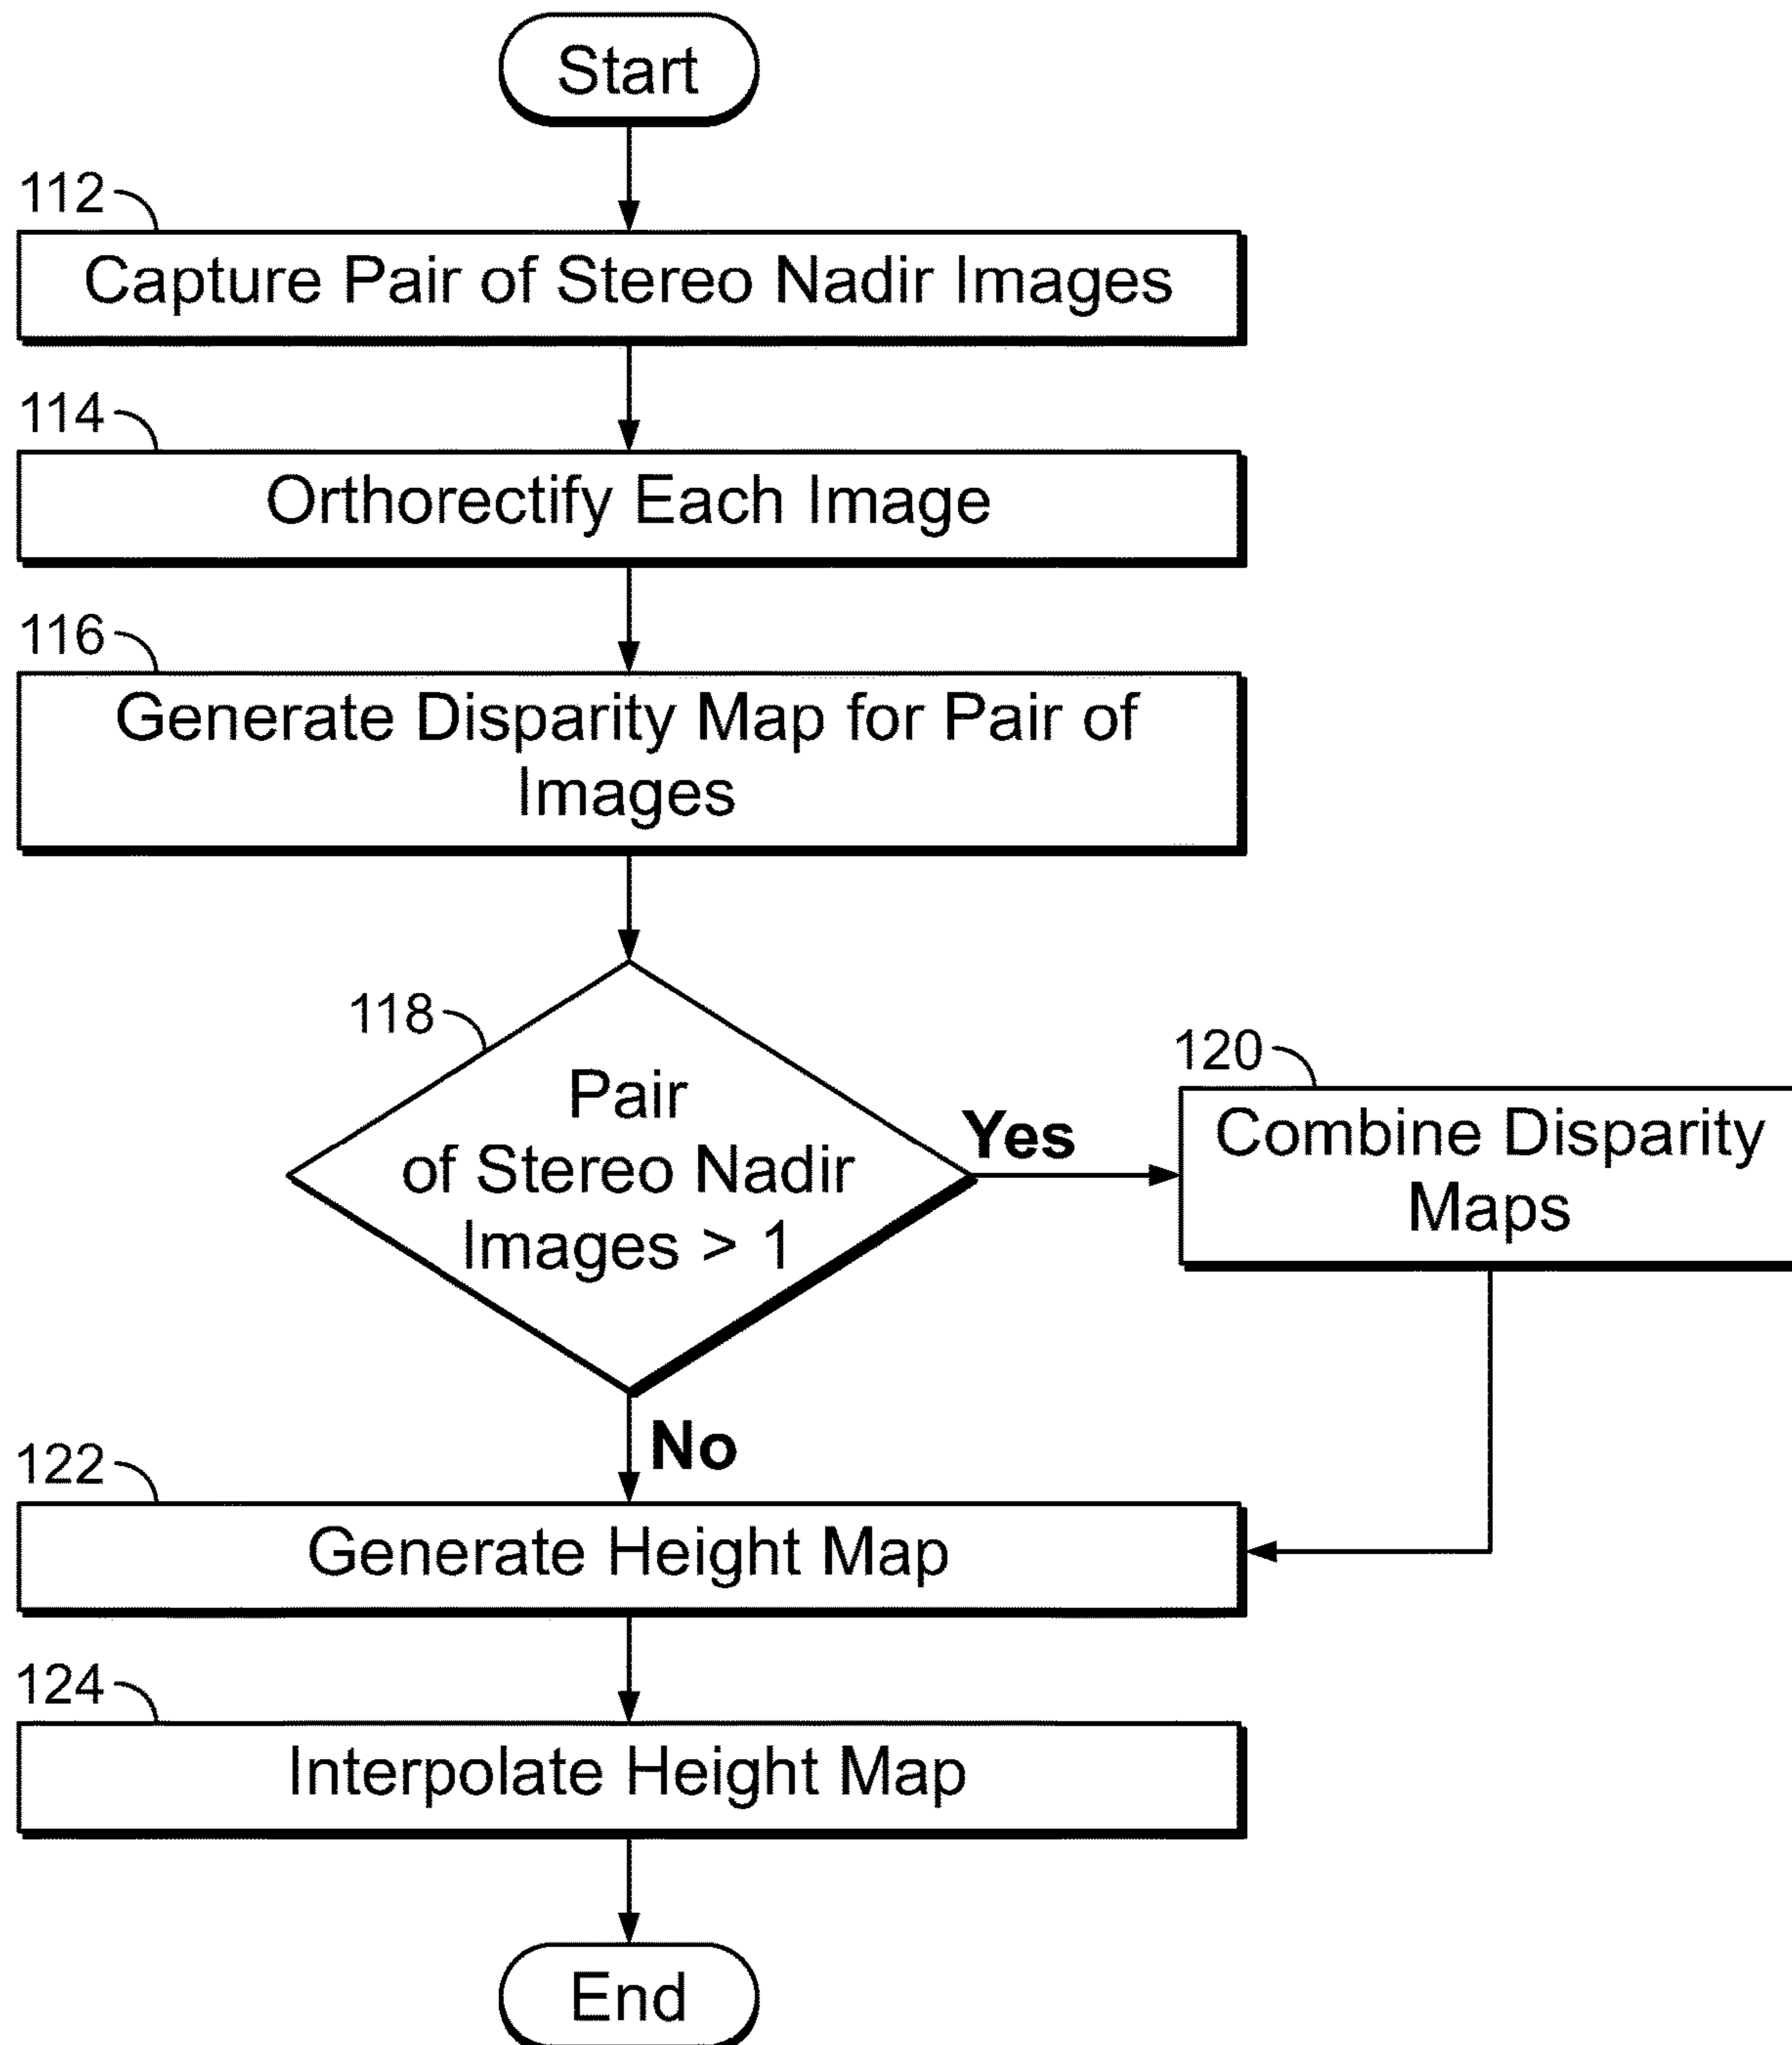 Start
112
Capture Pair of Stereo Nadir Images
114
Orthorectify Each Image
116
Generate Disparity Map for Pair of
Images
118
Pair
of Stereo Nadir
Images > 1
Yes
120
Combine Disparity
Maps
No
122
Generate Height Map
124
Interpolate Height Map
End